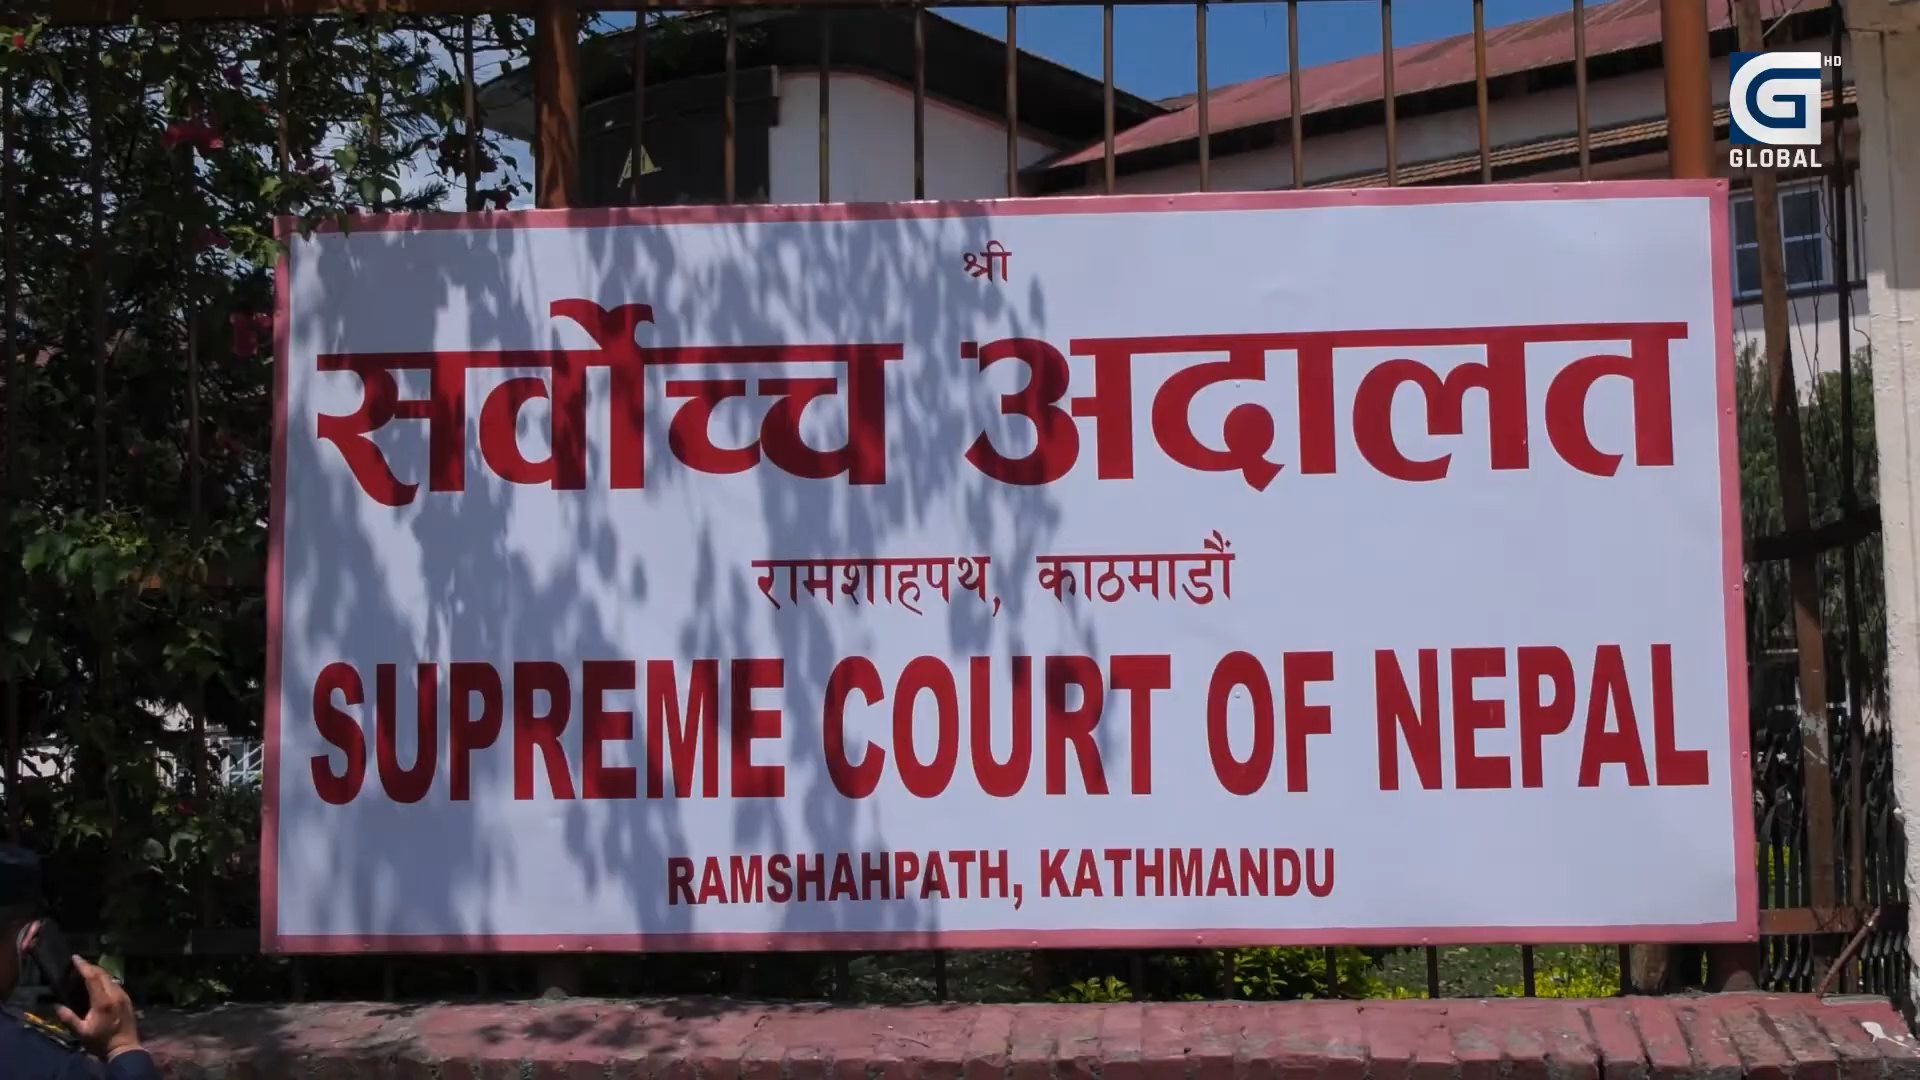 श्री
सर्वोच्च अदालत
रामशाहपथ, काठमाडौं
SUPREME COURT OF NEPAL
RAMSHAHPATH, KATHMANDU
G HD
GLOBAL